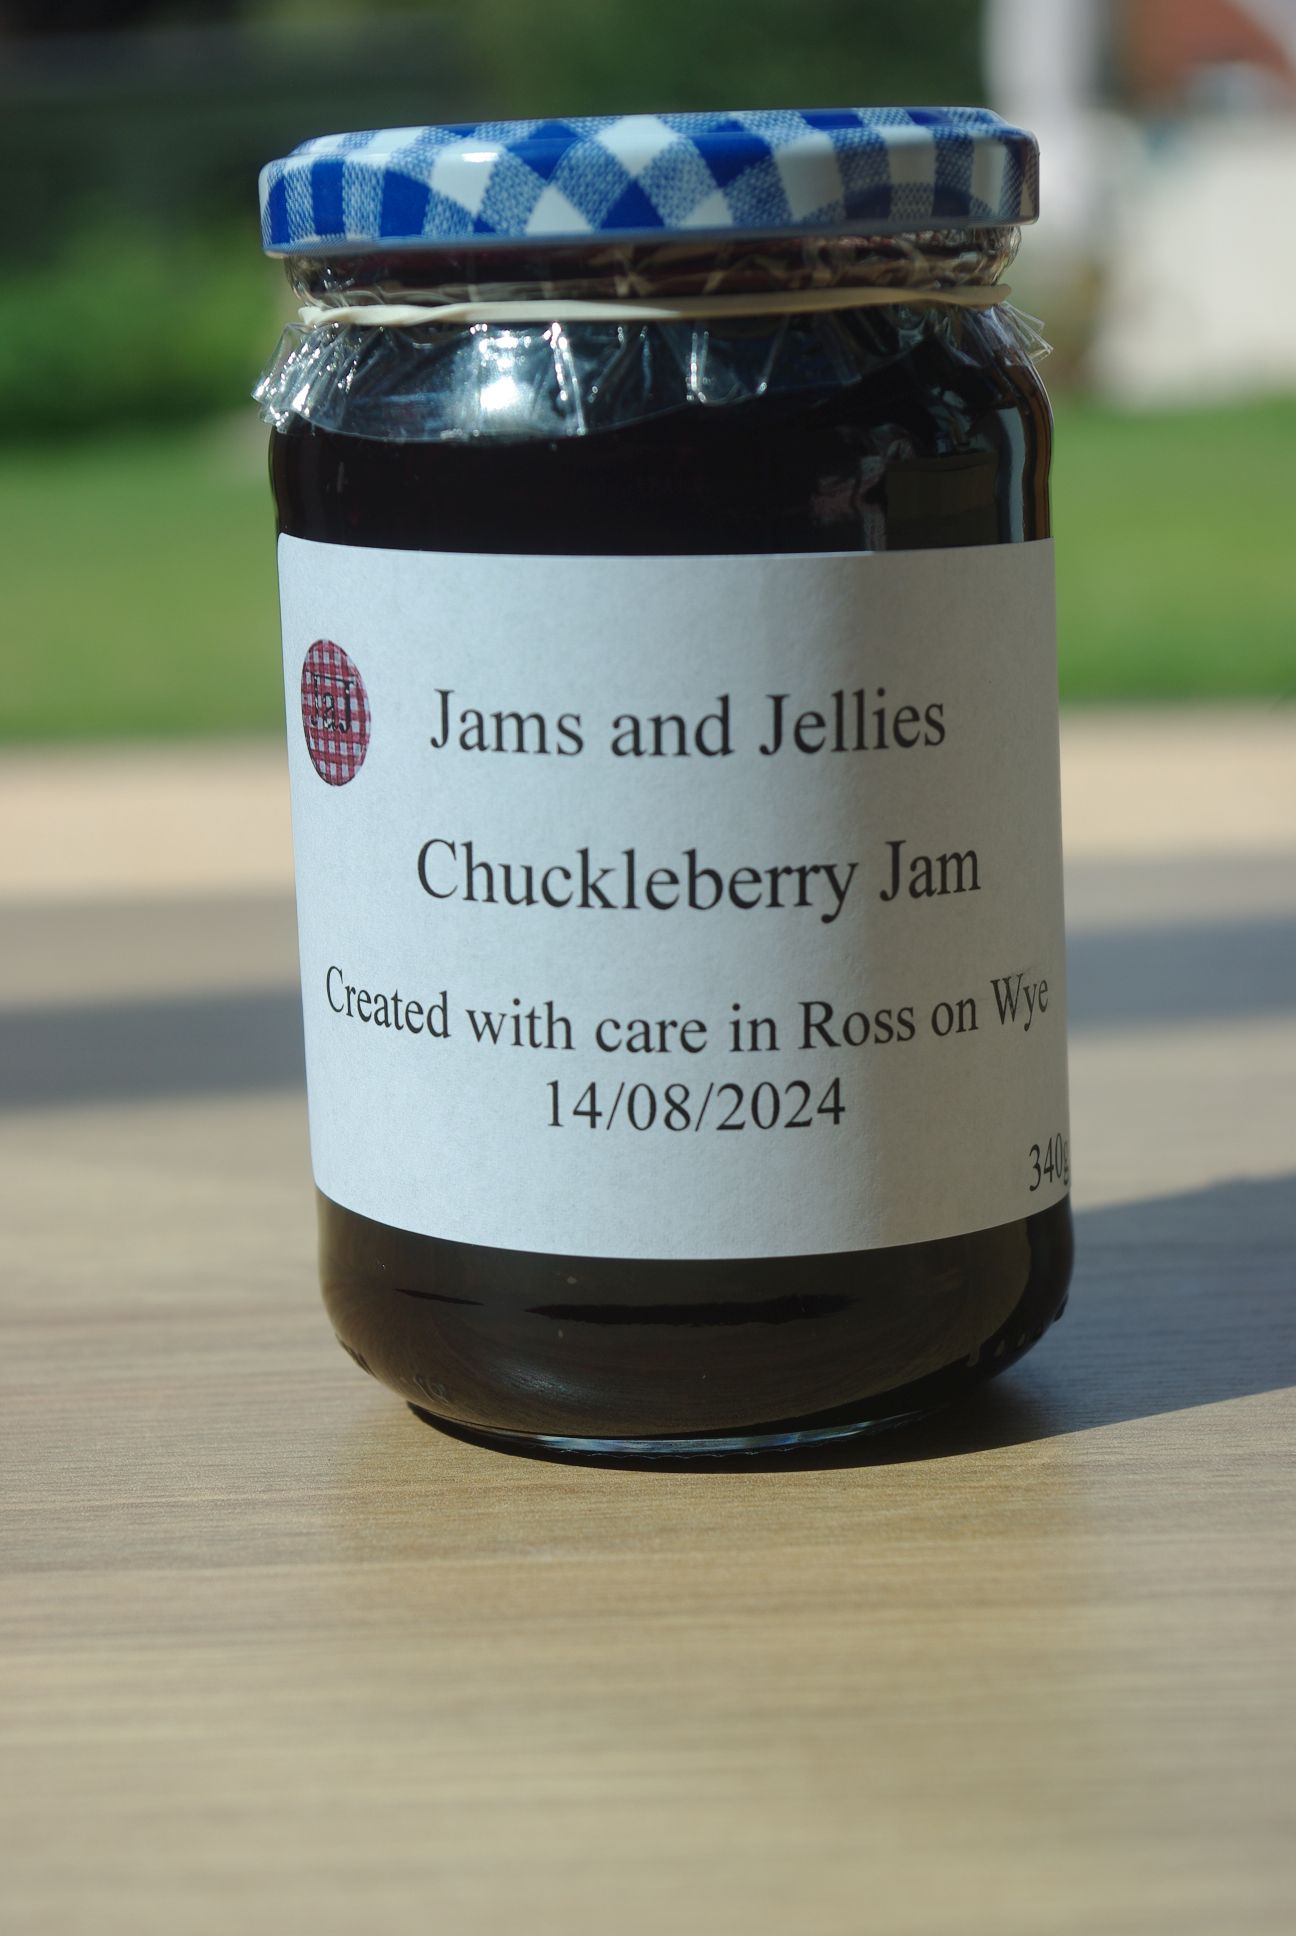 JaJ
Jams and Jellies
Chuckleberry Jam
Created with care in Ross on Wye
14/08/2024
340g